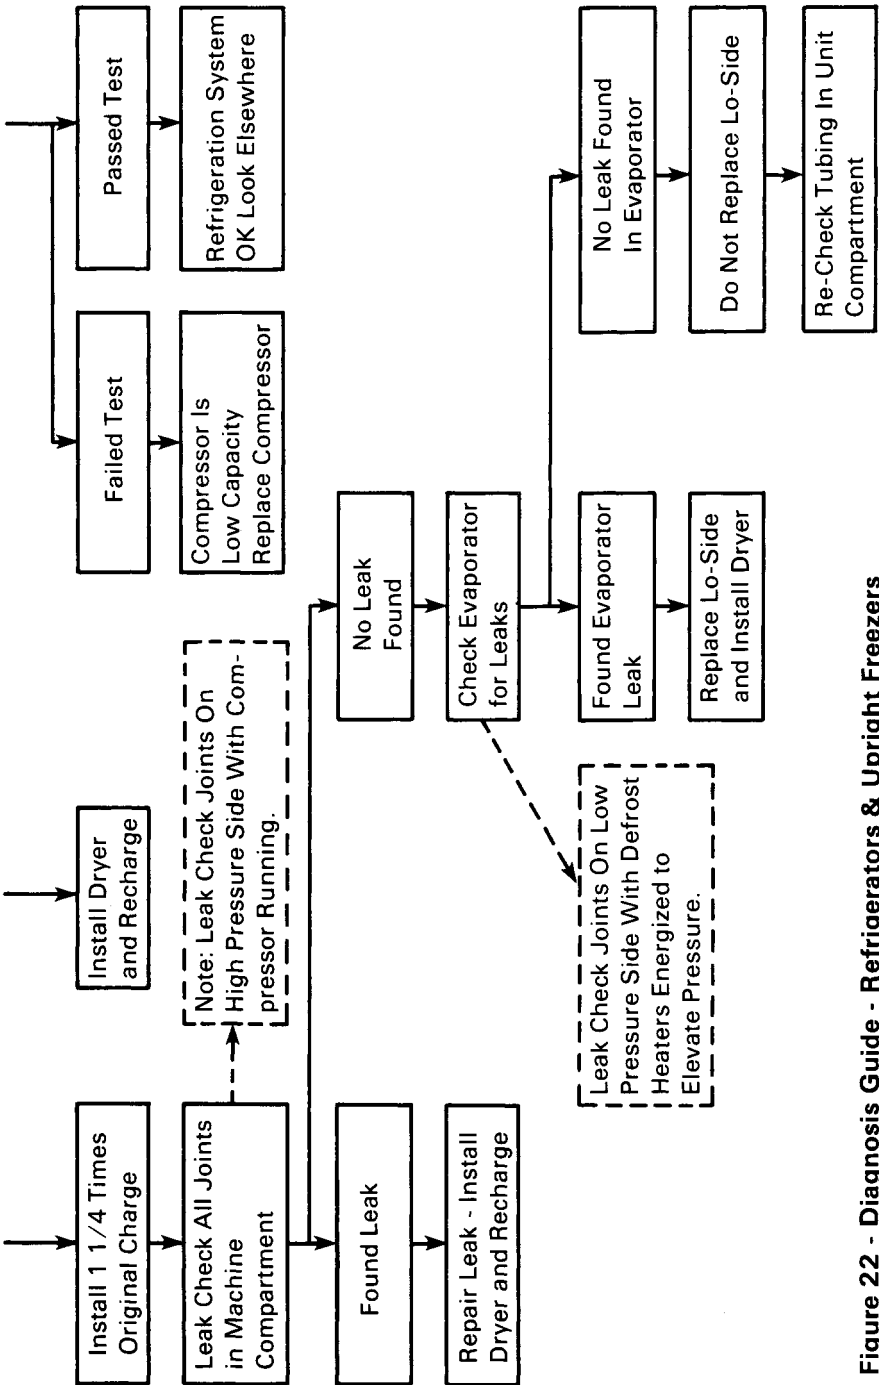 Install 1 1/4 Times
Original Charge
Leak Check All Joints
in Machine
Compartment
Note: Leak Check Joints On
High Pressure Side With Com-
pressor Running.
Found Leak
Repair Leak - Install
Dryer and Recharge
No Leak
Found
Check Evaporator
for Leaks
Leak Check Joints On Low
Pressure Side With Defrost
Heaters Energized to
Elevate Pressure.
Found Evaporator
Leak
Replace Lo-Side
and Install Dryer
No Leak Found
In Evaporator
Do Not Replace Lo-Side
Re-Check Tubing In Unit
Compartment
Install Dryer
and Recharge
Failed Test
Compressor Is
Low Capacity
Replace Compressor
Passed Test
Refrigeration System
OK Look Elsewhere
Figure 22 - Diagnosis Guide - Refrigerators & Upright Freezers